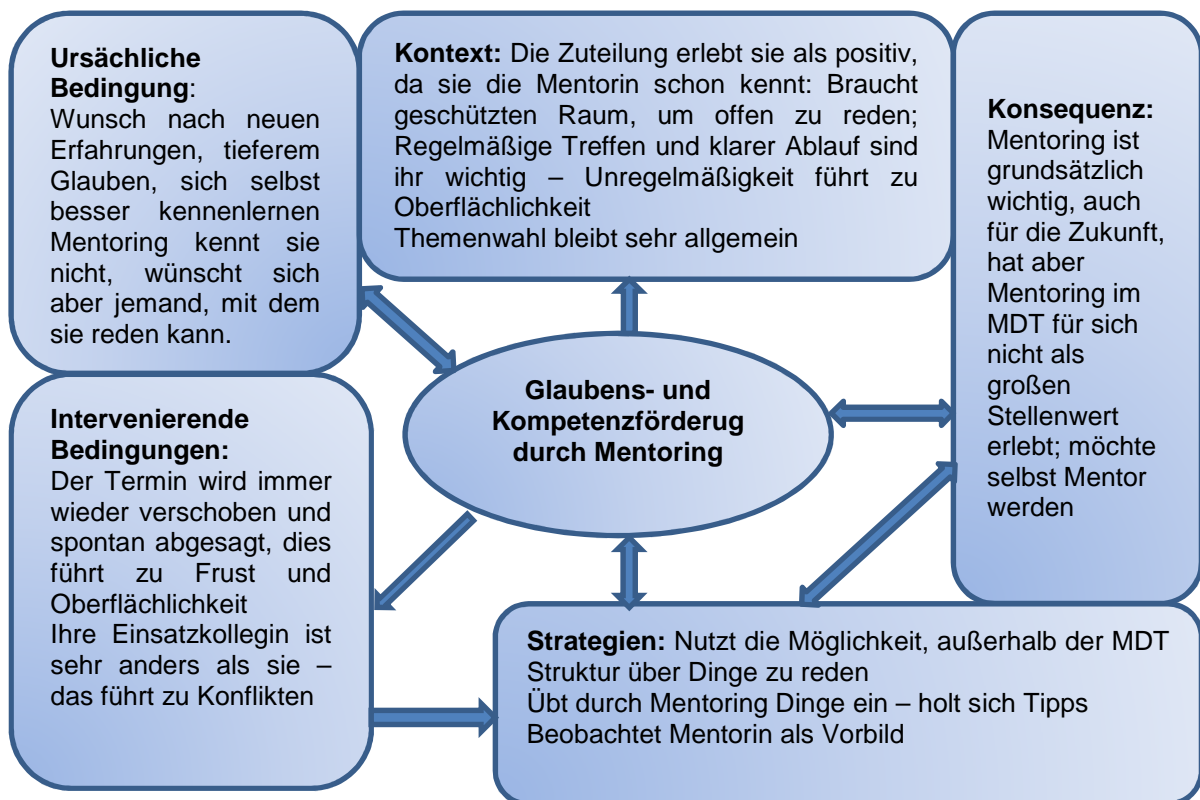 Ursächliche
Bedingung:
Wunsch nach neuen
Erfahrungen, tieferem
Glauben, sich selbst
besser kennenlernen
Mentoring kennt sie
nicht, wünscht sich
aber jemand, mit dem
sie reden kann.
Kontext: Die Zuteilung erlebt sie als positiv,
da sie die Mentorin schon kennt: Braucht
geschützten Raum, um offen zu reden;
Regelmäßige Treffen und klarer Ablauf sind
ihr wichtig – Unregelmäßigkeit führt zu
Oberflächlichkeit
Themenwahl bleibt sehr allgemein
Konsequenz:
Mentoring ist
grundsätzlich
wichtig, auch
für die Zukunft,
hat aber
Mentoring im
MDT für sich
nicht als
großen
Stellenwert
erlebt; möchte
selbst Mentor
werden
Glaubens- und
Kompetenzförderug
durch Mentoring
Intervenierende
Bedingungen:
Der Termin wird immer
wieder verschoben und
spontan abgesagt, dies
führt zu Frust und
Oberflächlichkeit
Ihre Einsatzkollegin ist
sehr anders als sie –
das führt zu Konflikten
Strategien: Nutzt die Möglichkeit, außerhalb der MDT
Struktur über Dinge zu reden
Übt durch Mentoring Dinge ein – holt sich Tipps
Beobachtet Mentorin als Vorbild